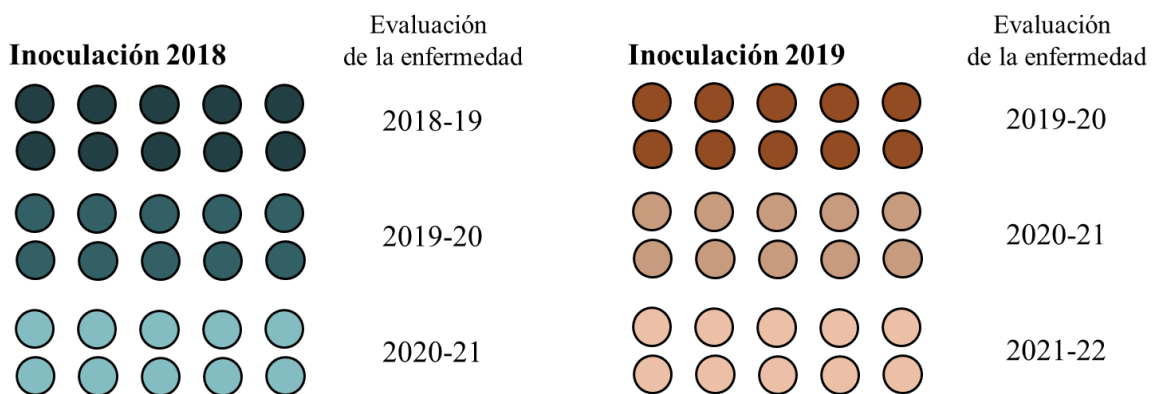 Inoculación 2018
Evaluación
de la enfermedad
2018-19
2019-20
2020-21
Inoculación 2019
Evaluación
de la enfermedad
2019-20
2020-21
2021-22